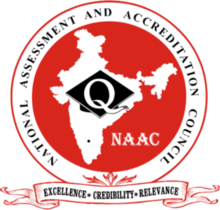 NATIONAL ASSESSMENT AND ACCREDITATION COUNCIL
Q
NAAC
EXCELLENCE • CREDIBILITY • RELEVANCE